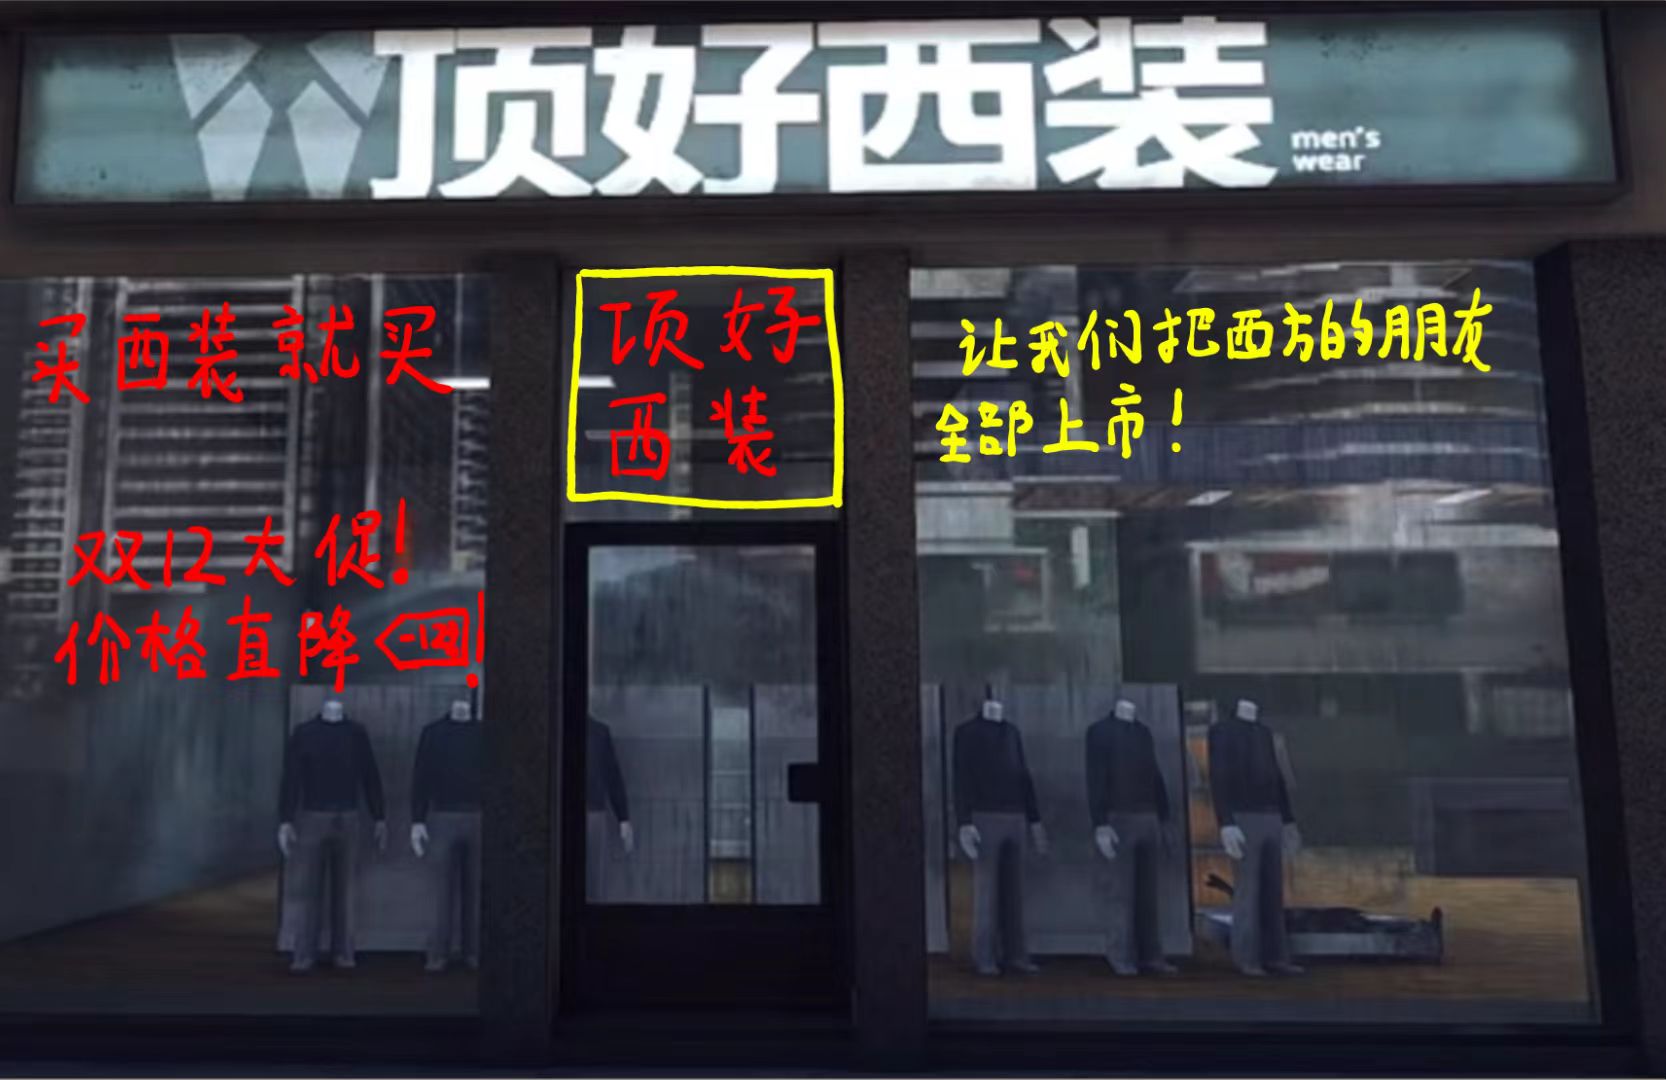 顶好西装
men's
wear
买西装就买
顶好
西装
让我们把西方的朋友
全部上市!
双12大促!
价格直降 !